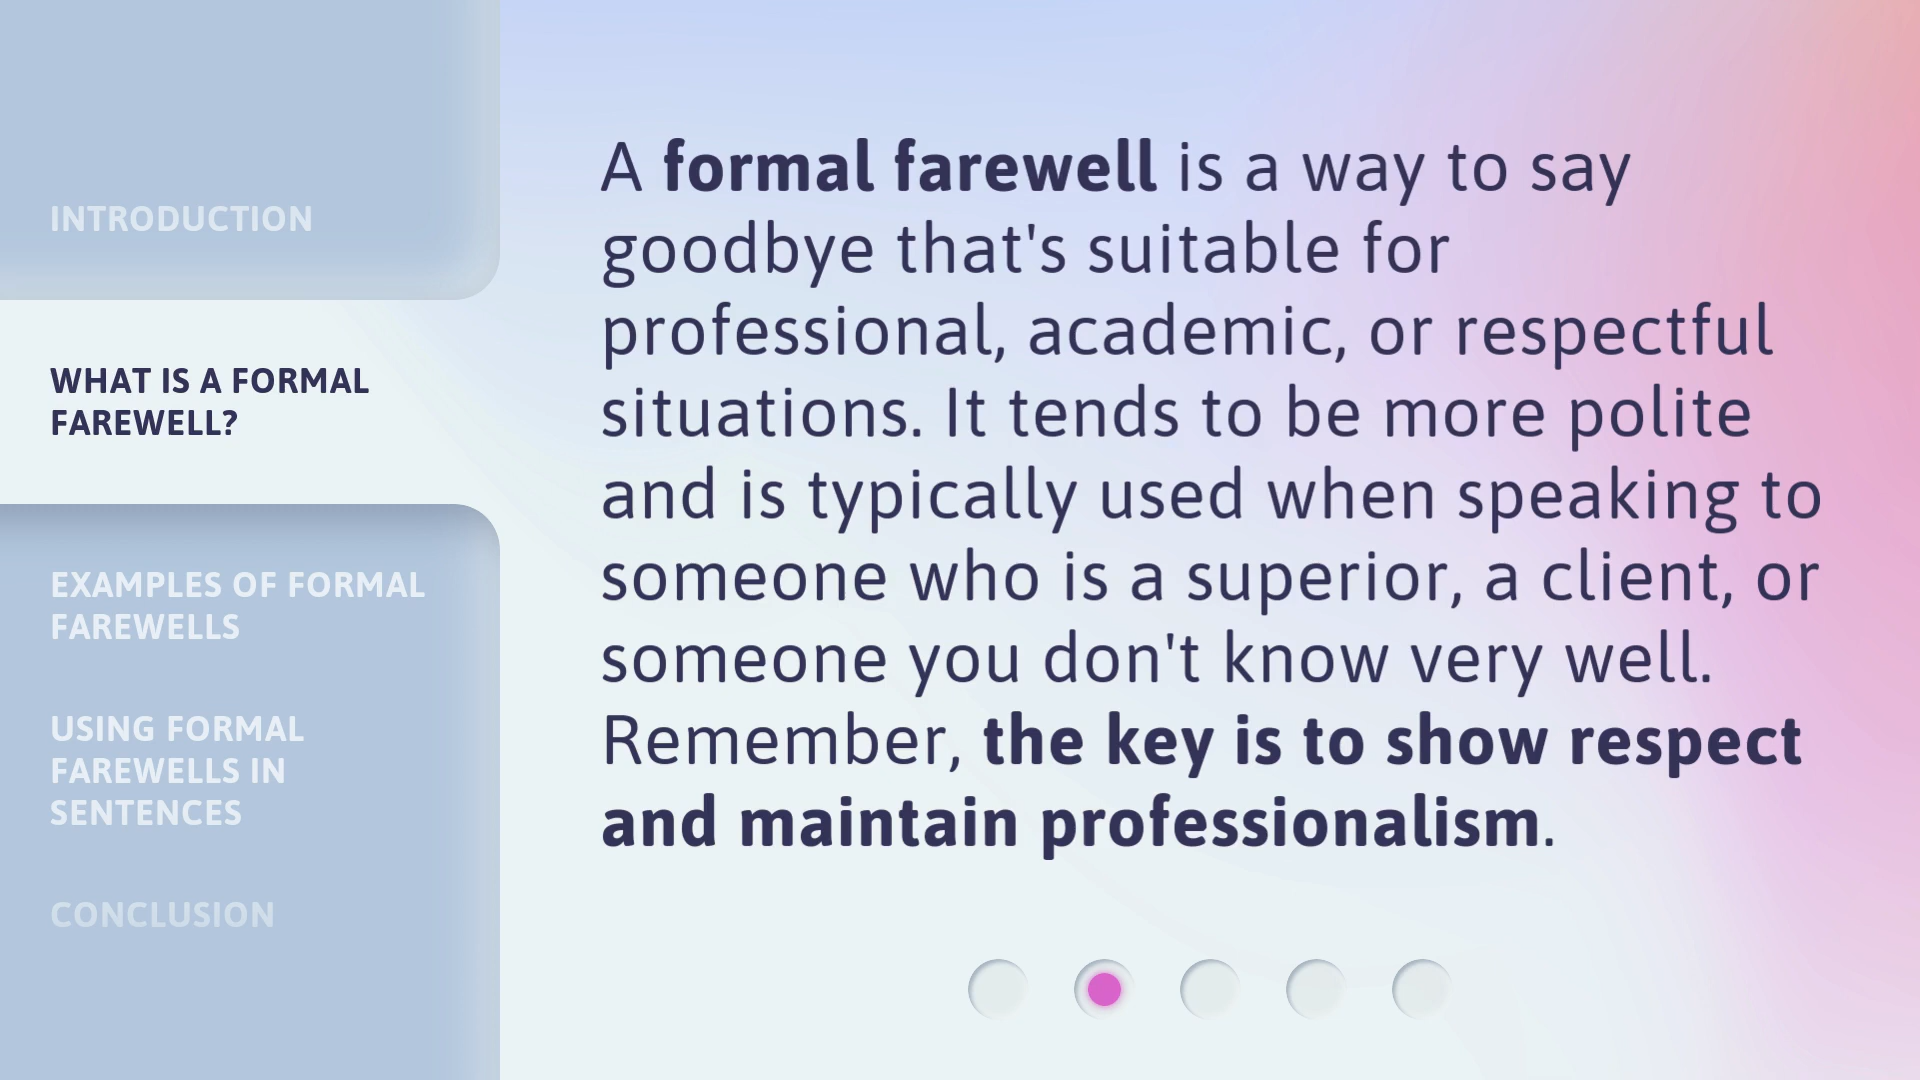 INTRODUCTION
WHAT IS A FORMAL
FAREWELL?
EXAMPLES OF FORMAL
FAREWELLS
USING FORMAL
FAREWELLS IN
SENTENCES
CONCLUSION
A formal farewell is a way to say
goodbye that's suitable for
professional, academic, or respectful
situations. It tends to be more polite
and is typically used when speaking to
someone who is a superior, a client, or
someone you don't know very well.
Remember, the key is to show respect
and maintain professionalism.